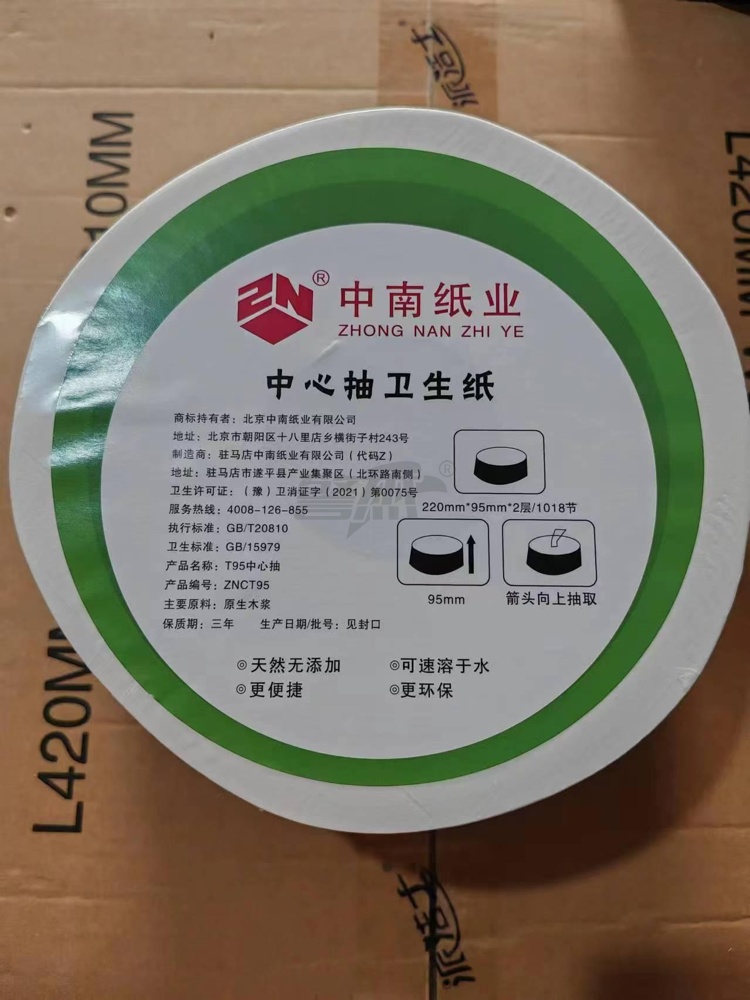 派洁士
L420MM
10MM
L420MM
ZN®
中南纸业
ZHONG NAN ZHI YE
中心抽卫生纸
商标持有者：北京中南纸业有限公司
地址：北京市朝阳区十八里店乡横街子村243号
制造商：驻马店中南纸业有限公司（代码Z）
地址：驻马店市遂平县产业集聚区（北环路南侧）
卫生许可证：（豫）卫消证字（2021）第0075号
服务热线：4008-126-855
执行标准：GB/T20810
卫生标准：GB/15979
产品名称：T95中心抽
产品编号：ZNCT95
主要原料：原生木浆
保质期：三年 生产日期/批号：见封口
220mm*95mm*2层/1018节
95mm
箭头向上抽取
◎天然无添加 ◎可速溶于水
◎更便捷 ◎更环保
L420MM
派洁士